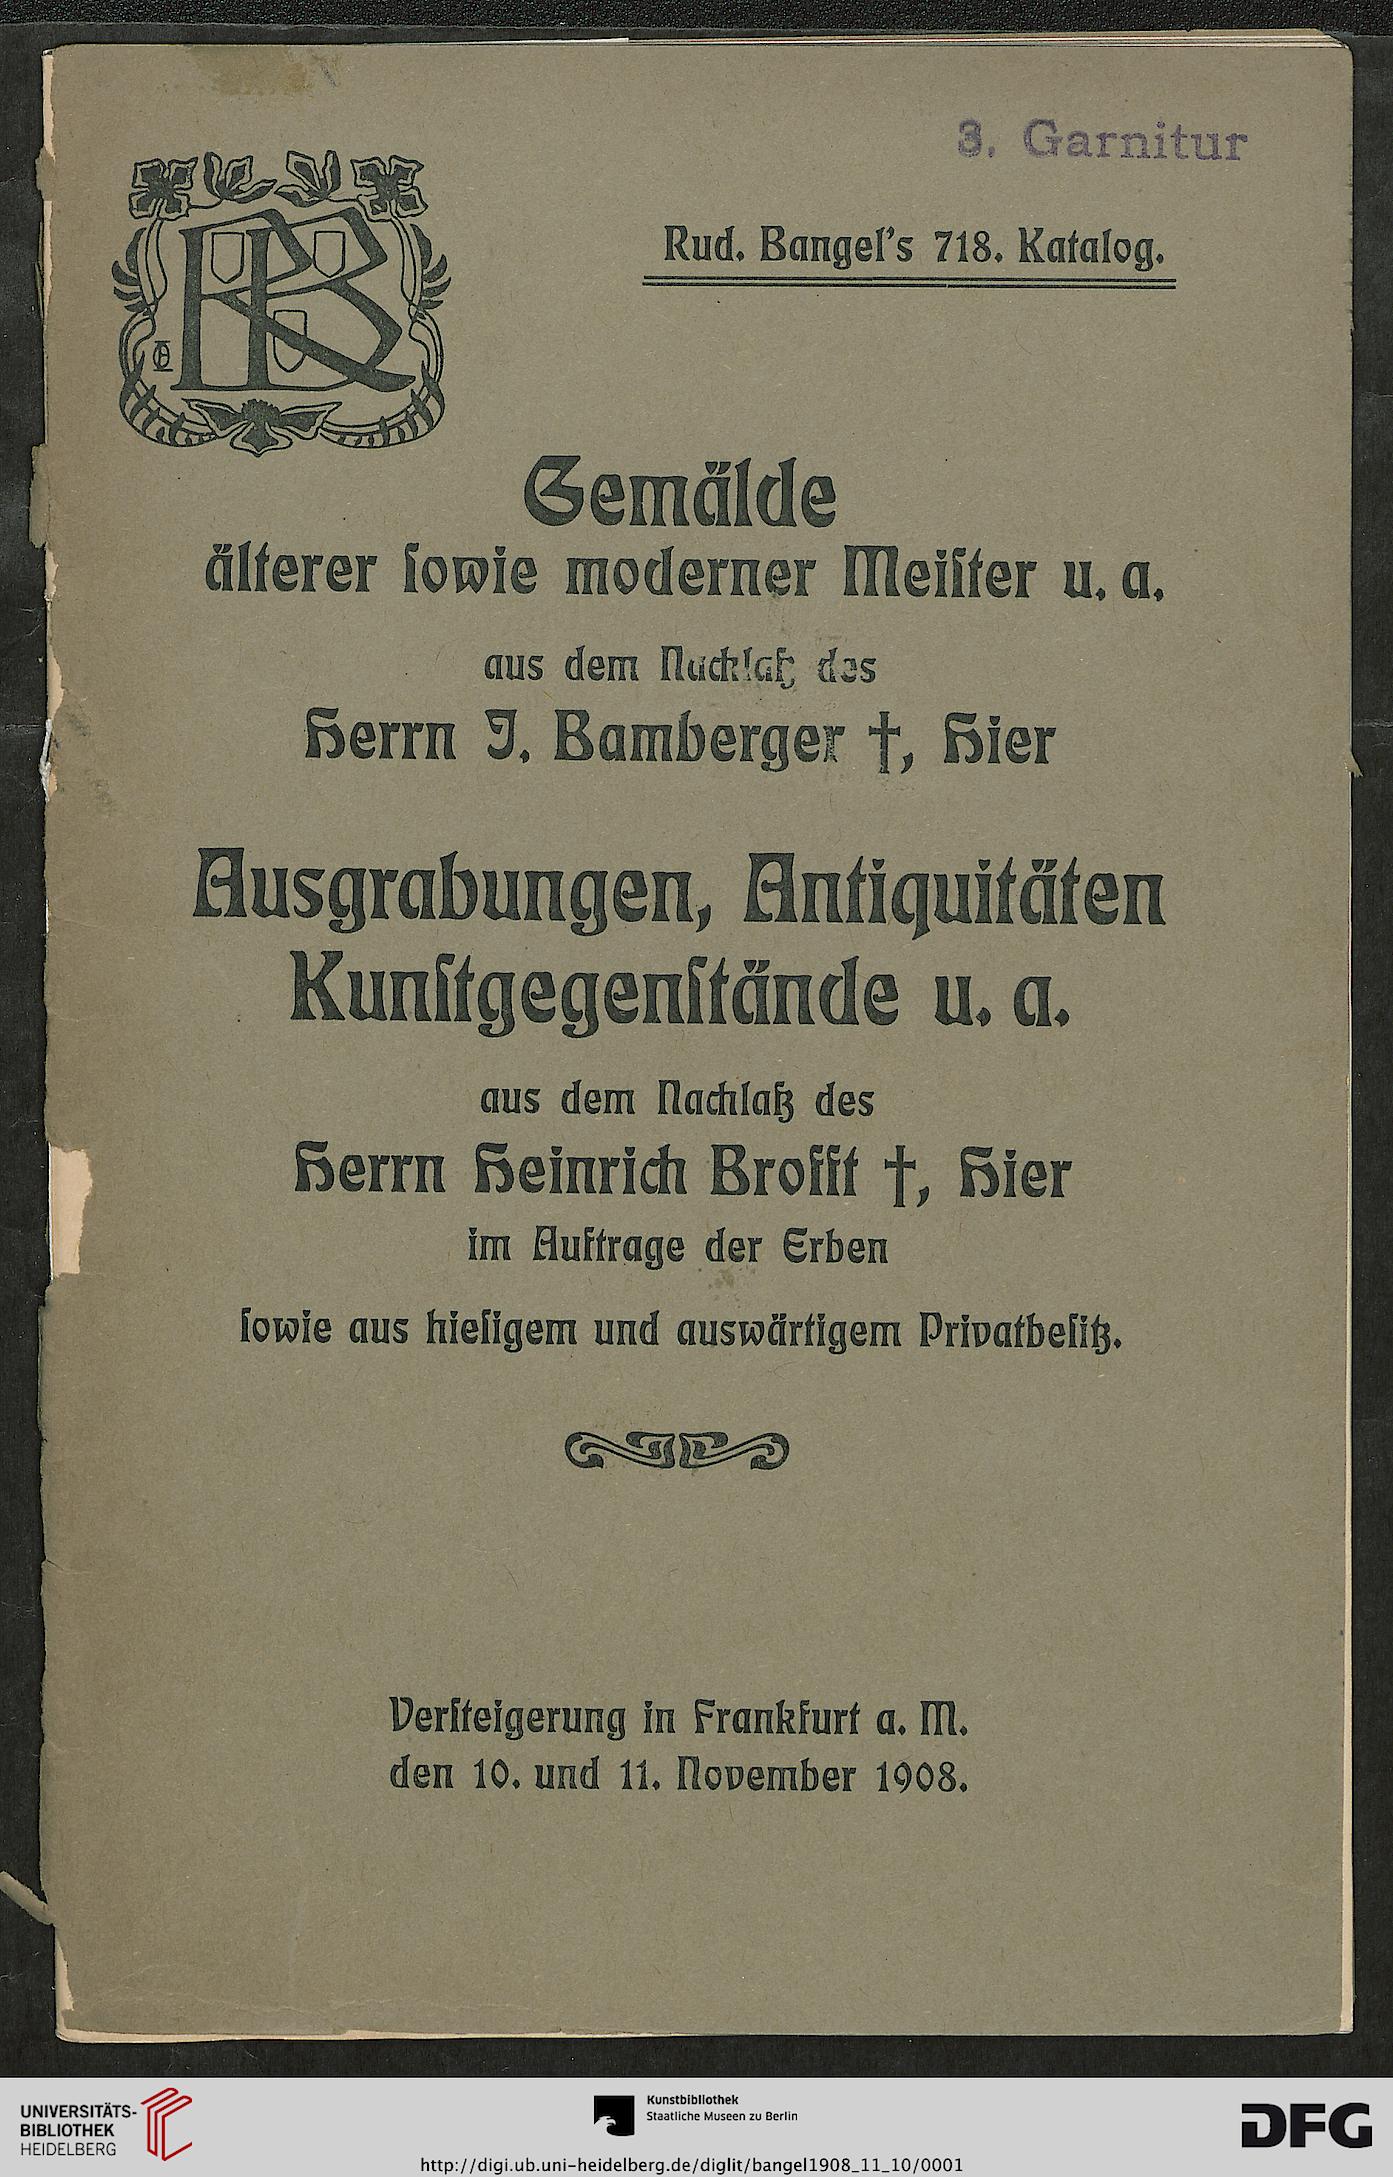 3. Garnitur
RB
Rud. Bangel's 718. Katalog.
Gemälde
älterer ſowie moderner Meiſter u. a.
aus dem Nachlaß des
Herrn J. Bamberger †, Hier
Ausgrabungen, Antiquitäten
Kunſtgegenſtände u. a.
aus dem Nachlaß des
Herrn Heinrich Brofft †, Hier
im Auftrage der Erben
ſowie aus hieſigem und auswärtigem Privatbeſitz.
Verſteigerung in Frankfurt a. M.
den 10. und 11. November 1908.
UNIVERSITÄTS-
BIBLIOTHEK
HEIDELBERG
Kunstbibliothek
Staatliche Museen zu Berlin
DFG
http://digi.ub.uni-heidelberg.de/diglit/bangel1908_11_10/0001